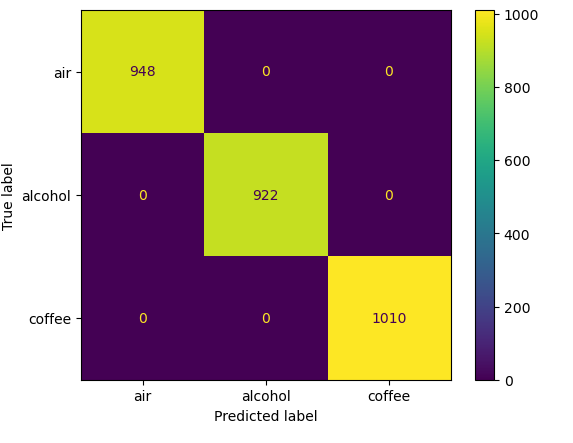 air 948 0 0
alcohol 0 922 0
coffee 0 0 1010
air alcohol coffee
Predicted label
True label
1000
800
600
400
200
0